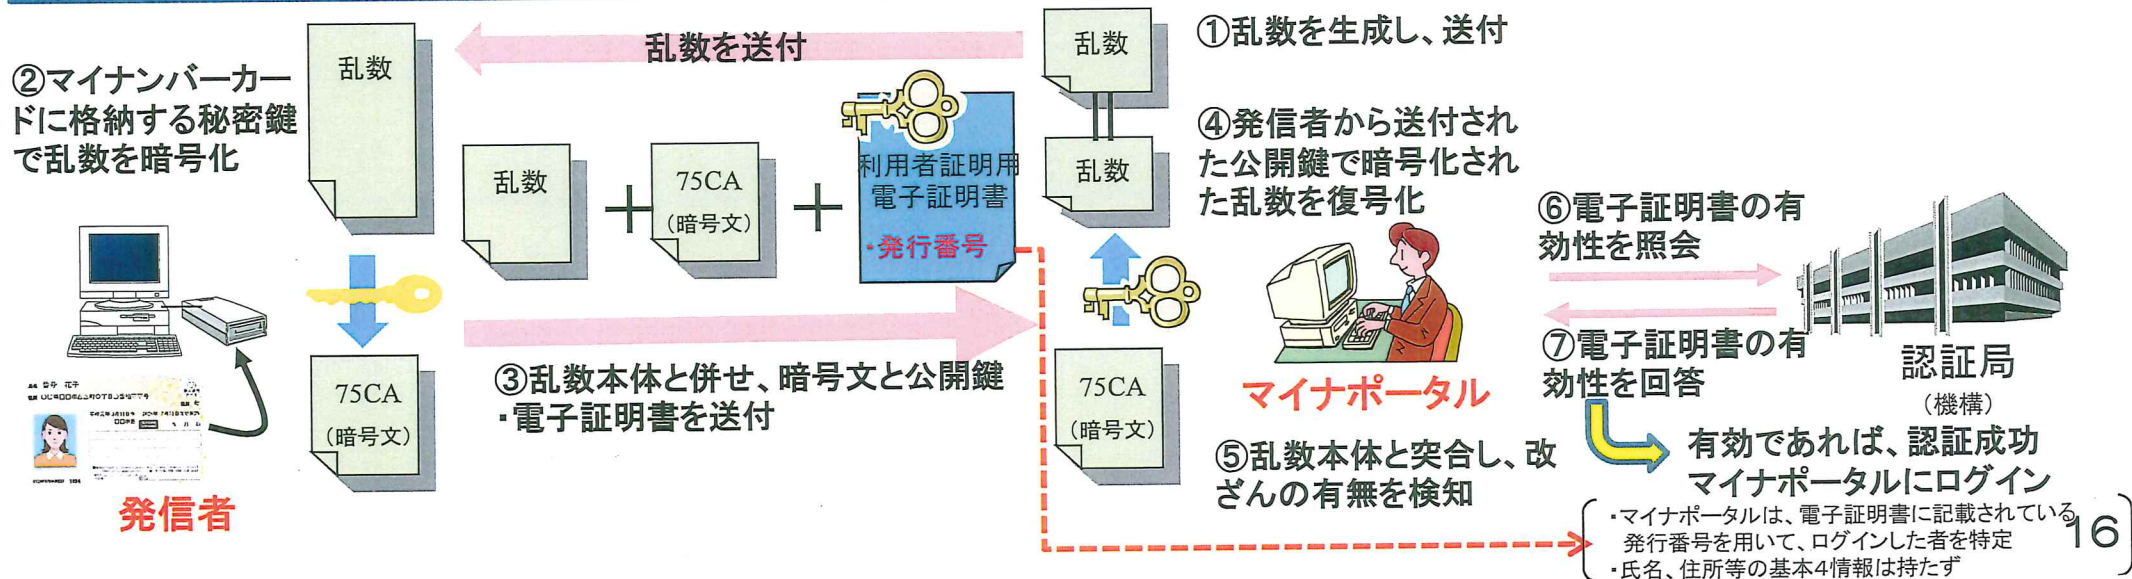 乱数を送付
乱数
①乱数を生成し、送付
乱数
②マイナンバーカー
ドに格納する秘密鍵
で乱数を暗号化
④発信者から送付され
た公開鍵で暗号化され
た乱数を復号化
乱数
乱数
+
75CA
(暗号文)
+
利用者証明用
電子証明書
・発行番号
⑥電子証明書の有
効性を照会
③乱数本体と併せ、暗号文と公開鍵
・電子証明書を送付
75CA
(暗号文)
75CA
(暗号文)
マイナポータル
⑦電子証明書の有
効性を回答
認証局
(機構)
⑤乱数本体と突合し、改
ざんの有無を検知
有効であれば、認証成功
マイナポータルにログイン
発信者
・マイナポータルは、電子証明書に記載されている
発行番号を用いて、ログインした者を特定
・氏名、住所等の基本4情報は持たず
16